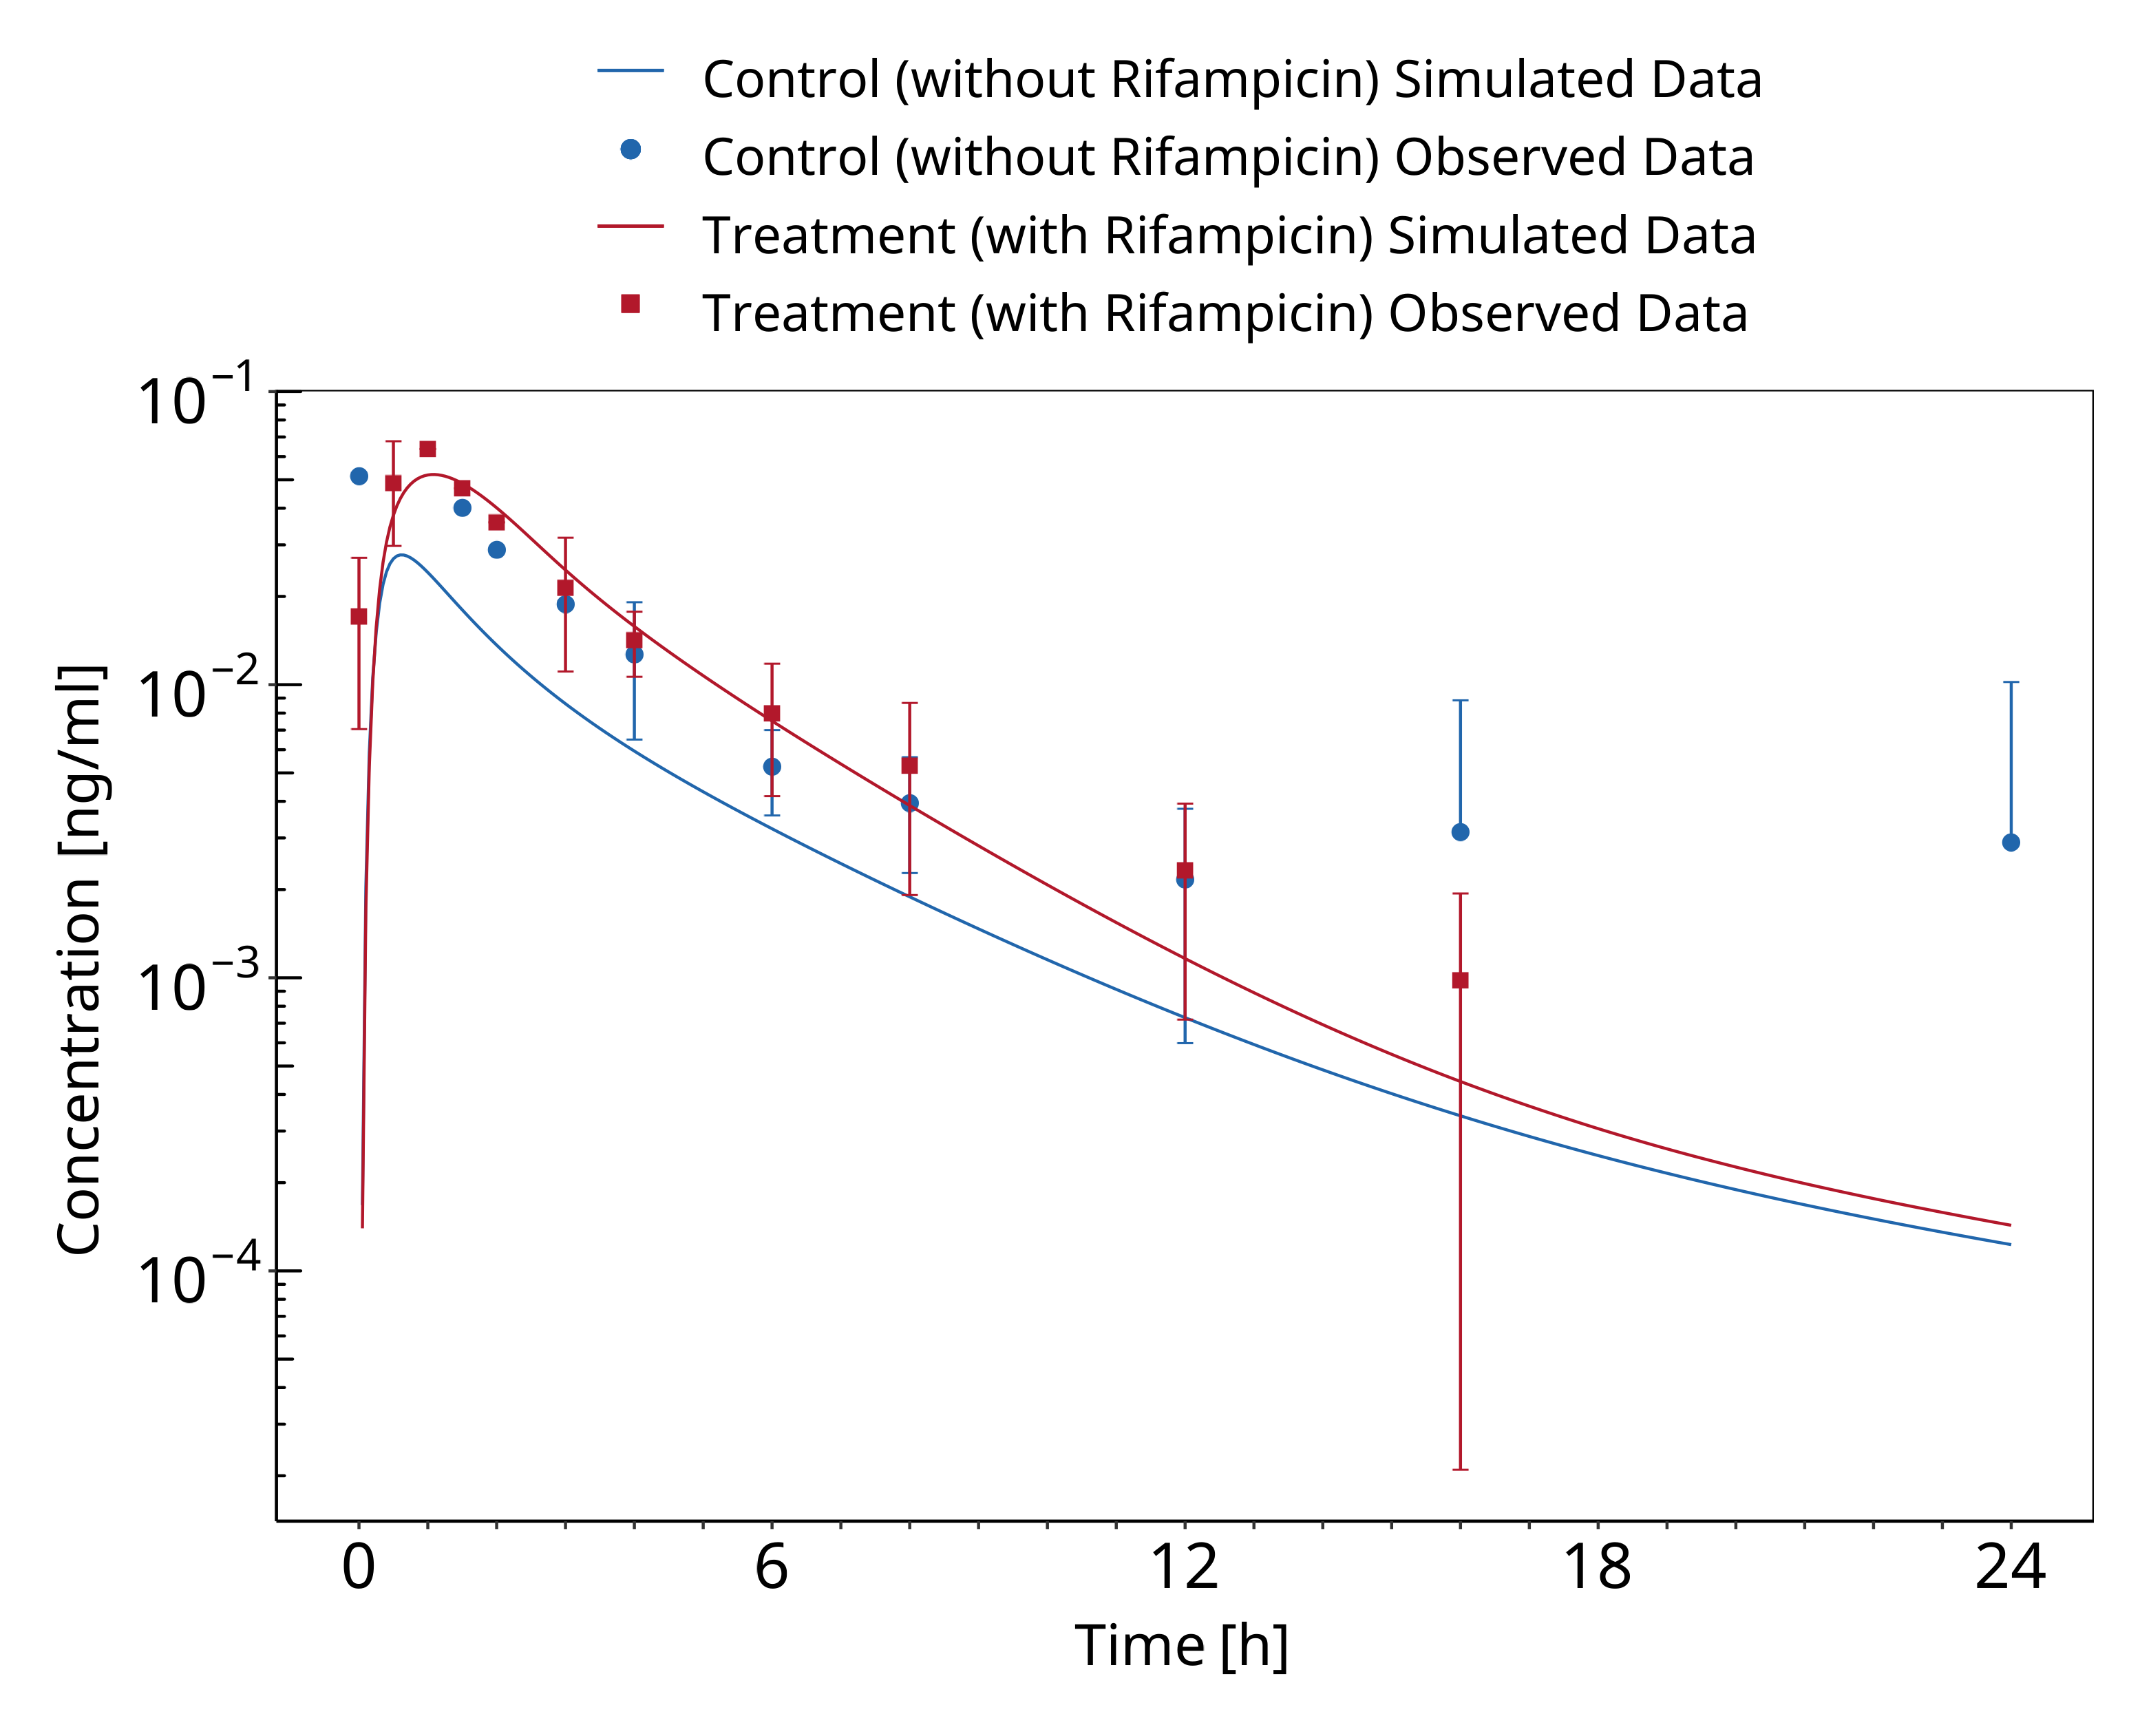 Control (without Rifampicin) Simulated Data
Control (without Rifampicin) Observed Data
Treatment (with Rifampicin) Simulated Data
Treatment (with Rifampicin) Observed Data
10⁻¹
10⁻²
10⁻³
10⁻⁴
Concentration [ng/ml]
0 6 12 18 24
Time [h]